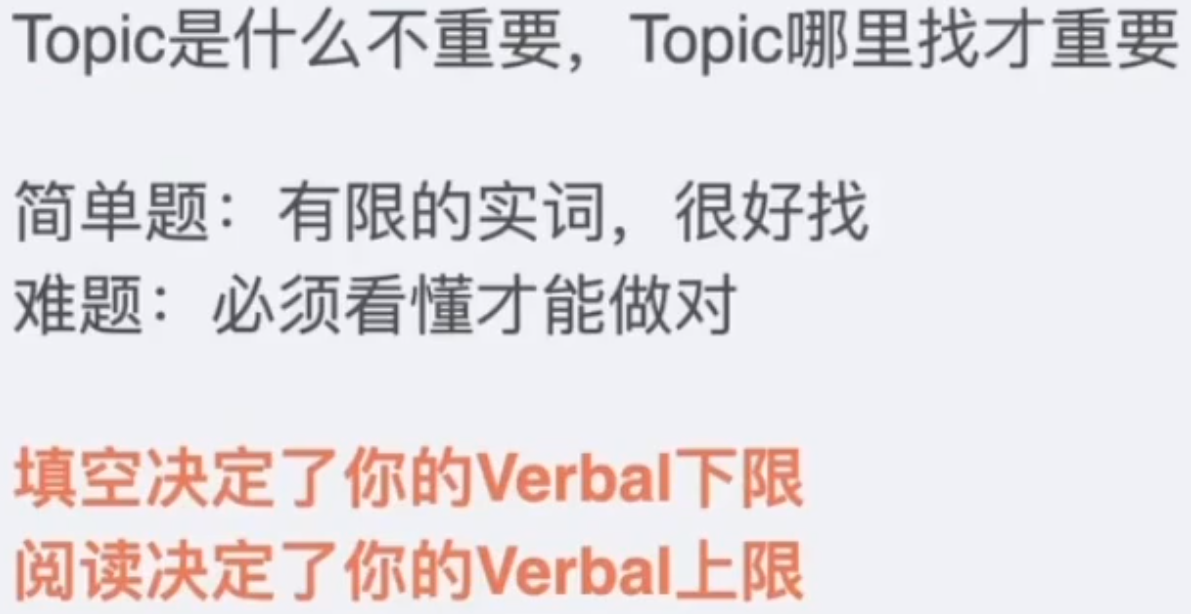 Topic是什么不重要，Topic哪里找才重要
简单题：有限的实词，很好找
难题：必须看懂才能做对
填空决定了你的Verbal下限
阅读决定了你的Verbal上限